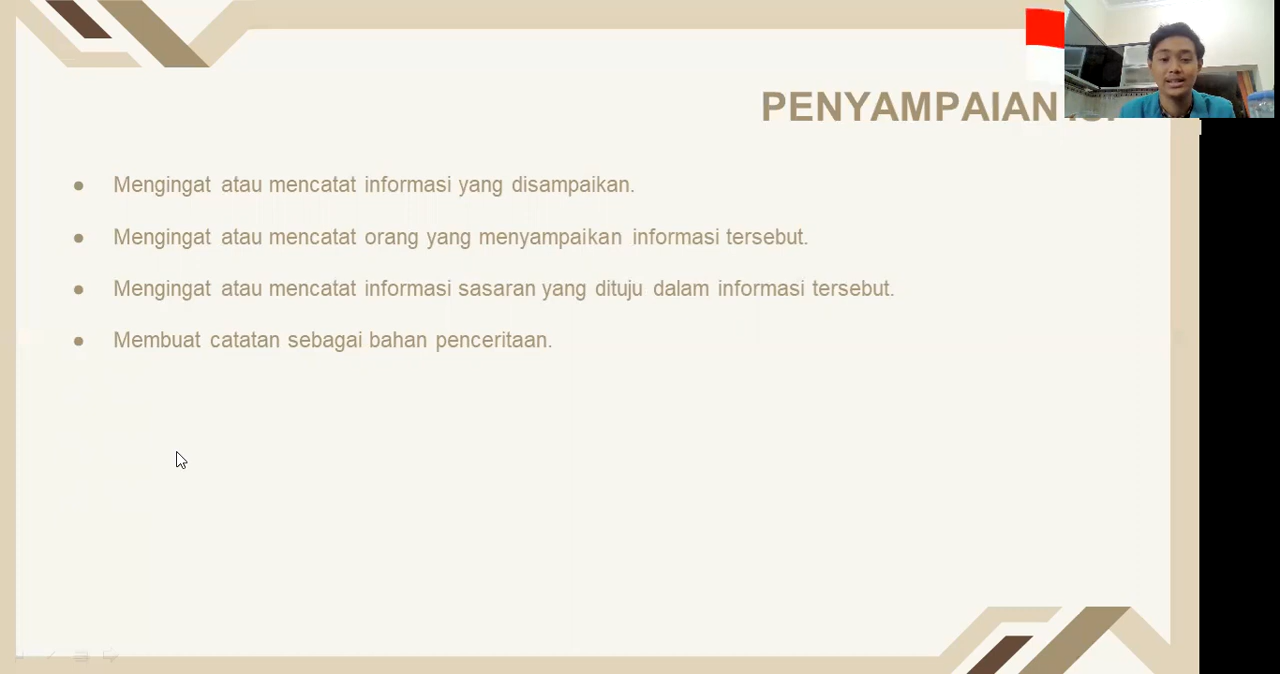 PENYAMPAIAN
Mengingat atau mencatat informasi yang disampaikan.
Mengingat atau mencatat orang yang menyampaikan informasi tersebut.
Mengingat atau mencatat informasi sasaran yang dituju dalam informasi tersebut.
Membuat catatan sebagai bahan penceritaan.